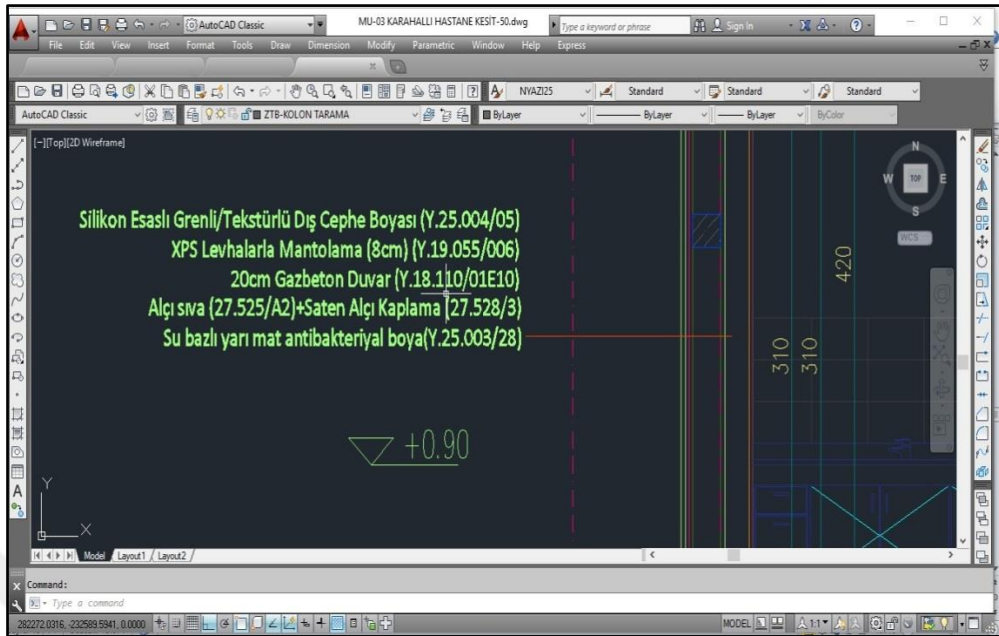 AutoCAD Classic
MU-03 KARAHALLI HASTANE KESİT-50.dwg
Type a keyword or phrase
Sign In
File Edit View Insert Format Tools Draw Dimension Modify Parametric Window Help Express
NYAZI25
Standard
Standard
Standard
AutoCAD Classic
ZTB-KOLON TARAMA
ByLayer
ByLayer
ByLayer
ByColor
[-][Top][2D Wireframe]
N
W TOP E
S
WCS
Silikon Esaslı Grenli/Tekstürlü Dış Cephe Boyası (Y.25.004/05)
XPS Levhalarla Mantolama (8cm) (Y.19.055/006)
20cm Gazbeton Duvar (Y.18.110/01E10)
Alçı sıva (27.525/A2)+Saten Alçı Kaplama (27.528/3)
Su bazlı yarı mat antibakteriyal boya(Y.25.003/28)
420
310
310
+0.90
Y
X
Model Layout1 Layout2
Command:
Type a command
282272.0316, -232589.5941, 0.0000
MODEL
1:1